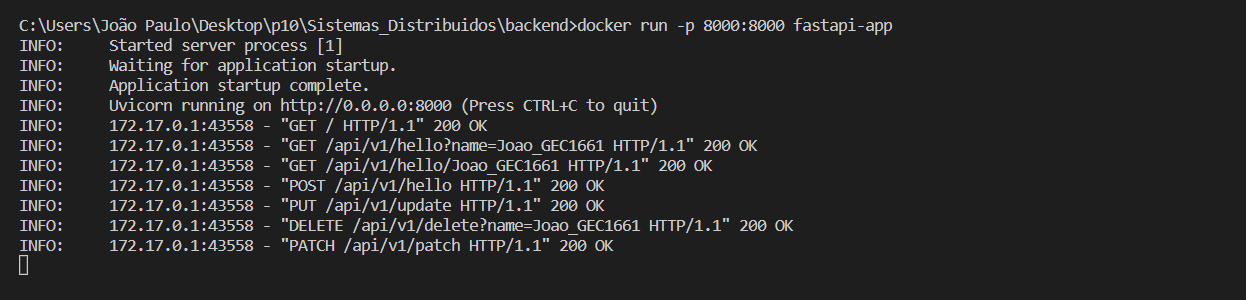 C:\Users\João Paulo\Desktop\p10\Sistemas_Distribuidos\backend>docker run -p 8000:8000 fastapi-app
INFO:     Started server process [1]
INFO:     Waiting for application startup.
INFO:     Application startup complete.
INFO:     Uvicorn running on http://0.0.0.0:8000 (Press CTRL+C to quit)
INFO:     172.17.0.1:43558 - "GET / HTTP/1.1" 200 OK
INFO:     172.17.0.1:43558 - "GET /api/v1/hello?name=Joao_GEC1661 HTTP/1.1" 200 OK
INFO:     172.17.0.1:43558 - "GET /api/v1/hello/Joao_GEC1661 HTTP/1.1" 200 OK
INFO:     172.17.0.1:43558 - "POST /api/v1/hello HTTP/1.1" 200 OK
INFO:     172.17.0.1:43558 - "PUT /api/v1/update HTTP/1.1" 200 OK
INFO:     172.17.0.1:43558 - "DELETE /api/v1/delete?name=Joao_GEC1661 HTTP/1.1" 200 OK
INFO:     172.17.0.1:43558 - "PATCH /api/v1/patch HTTP/1.1" 200 OK